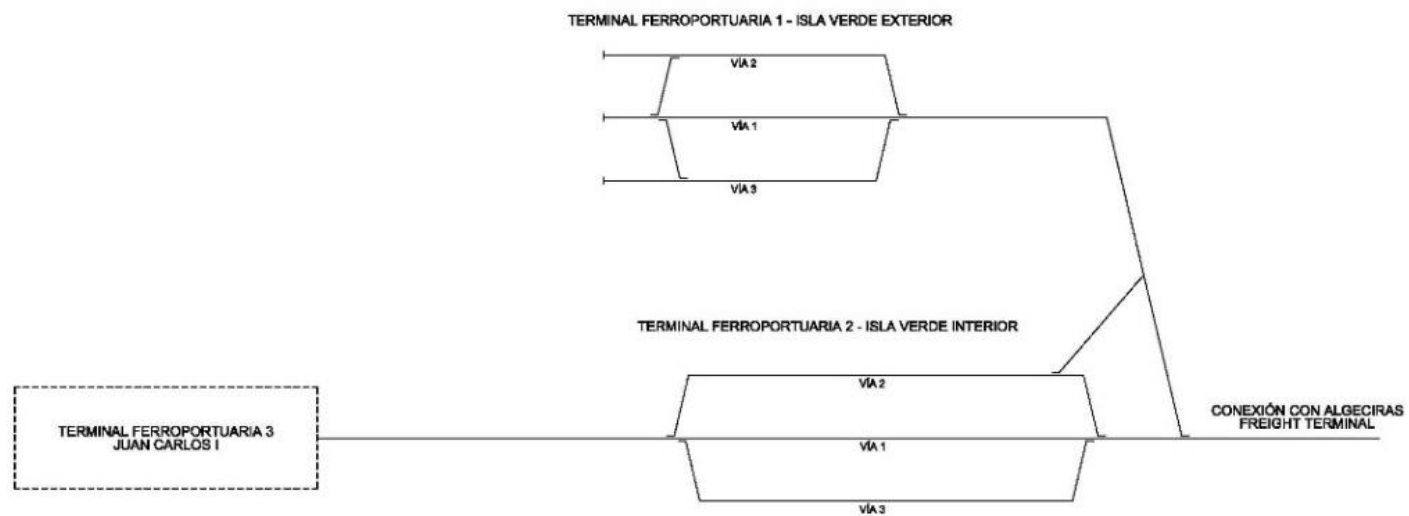 TERMINAL FERROPORTUARIA 1 - ISLA VERDE EXTERIOR
VÍA 2
VÍA 1
VÍA 3
TERMINAL FERROPORTUARIA 2 - ISLA VERDE INTERIOR
VÍA 2
CONEXIÓN CON ALGECIRAS
FREIGHT TERMINAL
TERMINAL FERROPORTUARIA 3
JUAN CARLOS I
VÍA 1
VÍA 3